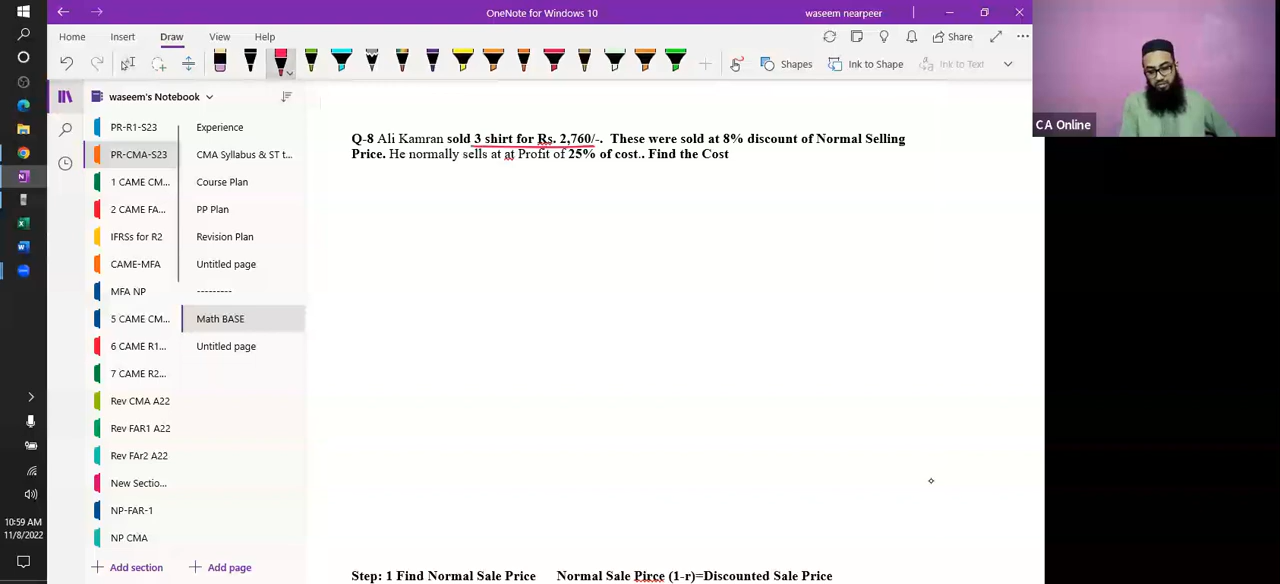 OneNote for Windows 10
waseem nearpeer
Home Insert Draw View Help
Share
Shapes
Ink to Shape
Ink to Text
waseem's Notebook
PR-R1-S23
PR-CMA-S23
1 CAME CM...
2 CAME FA...
IFRSs for R2
CAME-MFA
MFA NP
5 CAME CM...
6 CAME R1...
7 CAME R2...
Rev CMA A22
Rev FAR1 A22
Rev FAr2 A22
New Sectio...
NP-FAR-1
NP CMA
Add section
Experience
CMA Syllabus & ST t...
Course Plan
PP Plan
Revision Plan
Untitled page
---------
Math BASE
Untitled page
Add page
Q-8 Ali Kamran sold 3 shirt for Rs. 2,760/-. These were sold at 8% discount of Normal Selling
Price. He normally sells at at Profit of 25% of cost.. Find the Cost
Step: 1 Find Normal Sale Price Normal Sale Pirce (1-r)=Discounted Sale Price
C A Online
10:59 AM
11/8/2022